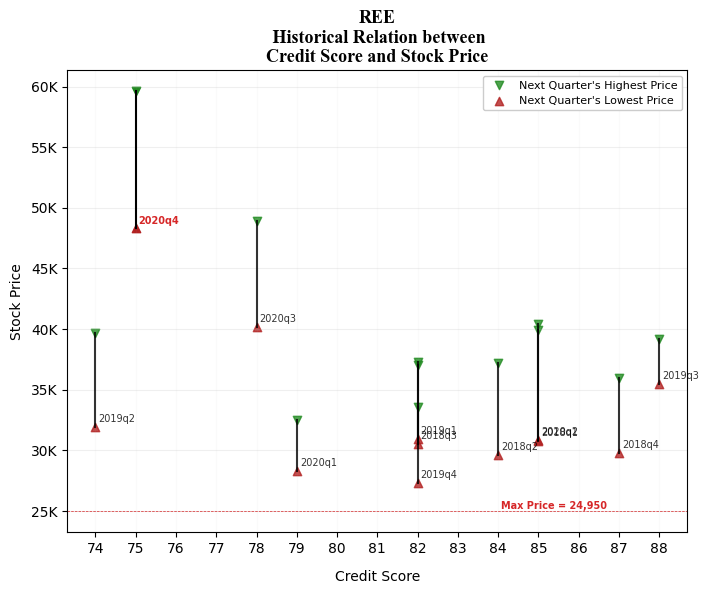 REE
Historical Relation between
Credit Score and Stock Price
Next Quarter's Highest Price
Next Quarter's Lowest Price
60K
55K
50K
45K
40K
35K
30K
25K
Stock Price
2020q4
2020q3
2019q3
2019q2
2019q1
2018q3
2020q2
2018q2
2018q4
2020q1
2019q4
Max Price = 24,950
74 75 76 77 78 79 80 81 82 83 84 85 86 87 88
Credit Score